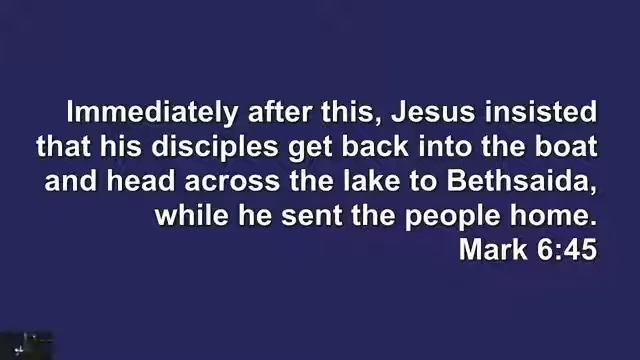 Immediately after this, Jesus insisted
that his disciples get back into the boat
and head across the lake to Bethsaida,
while he sent the people home.
Mark 6:45